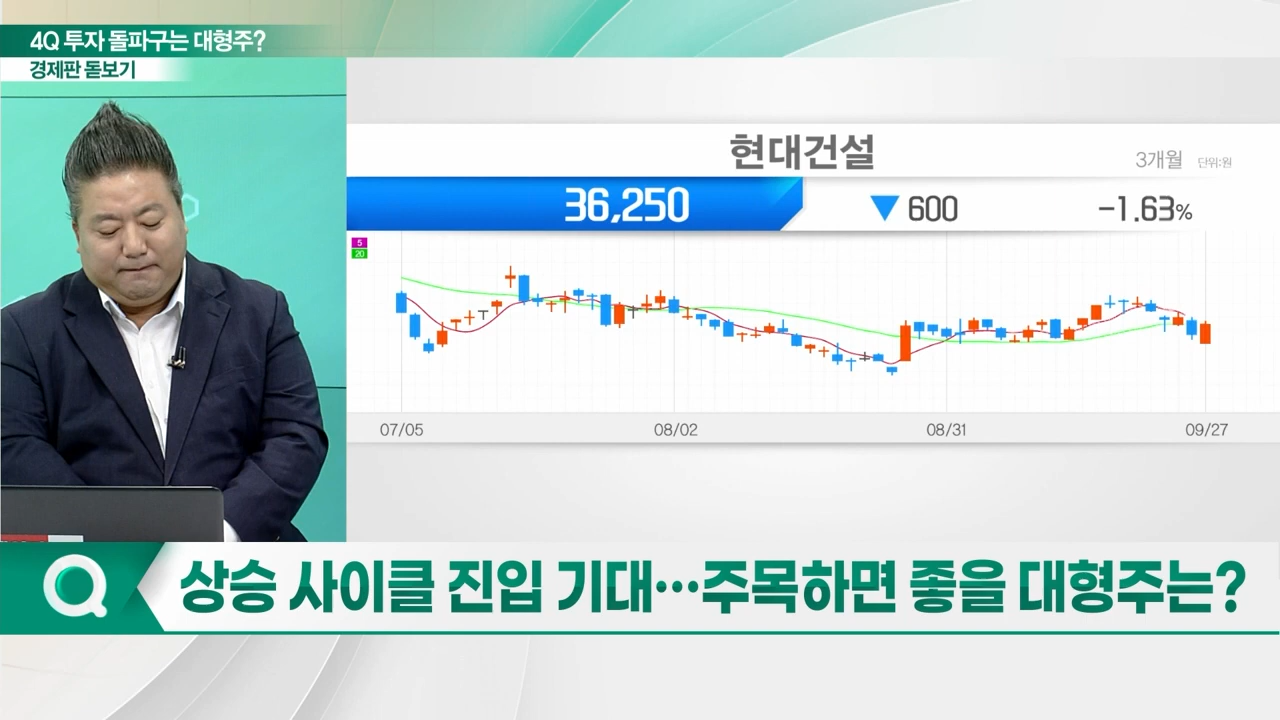 4Q 투자 돌파구는 대형주?
경제판 돋보기
현대건설
3개월 단위:원
36,250 ▼ 600 -1.63%
5
20
07/05 08/02 08/31 09/27
상승 사이클 진입 기대…주목하면 좋을 대형주는?